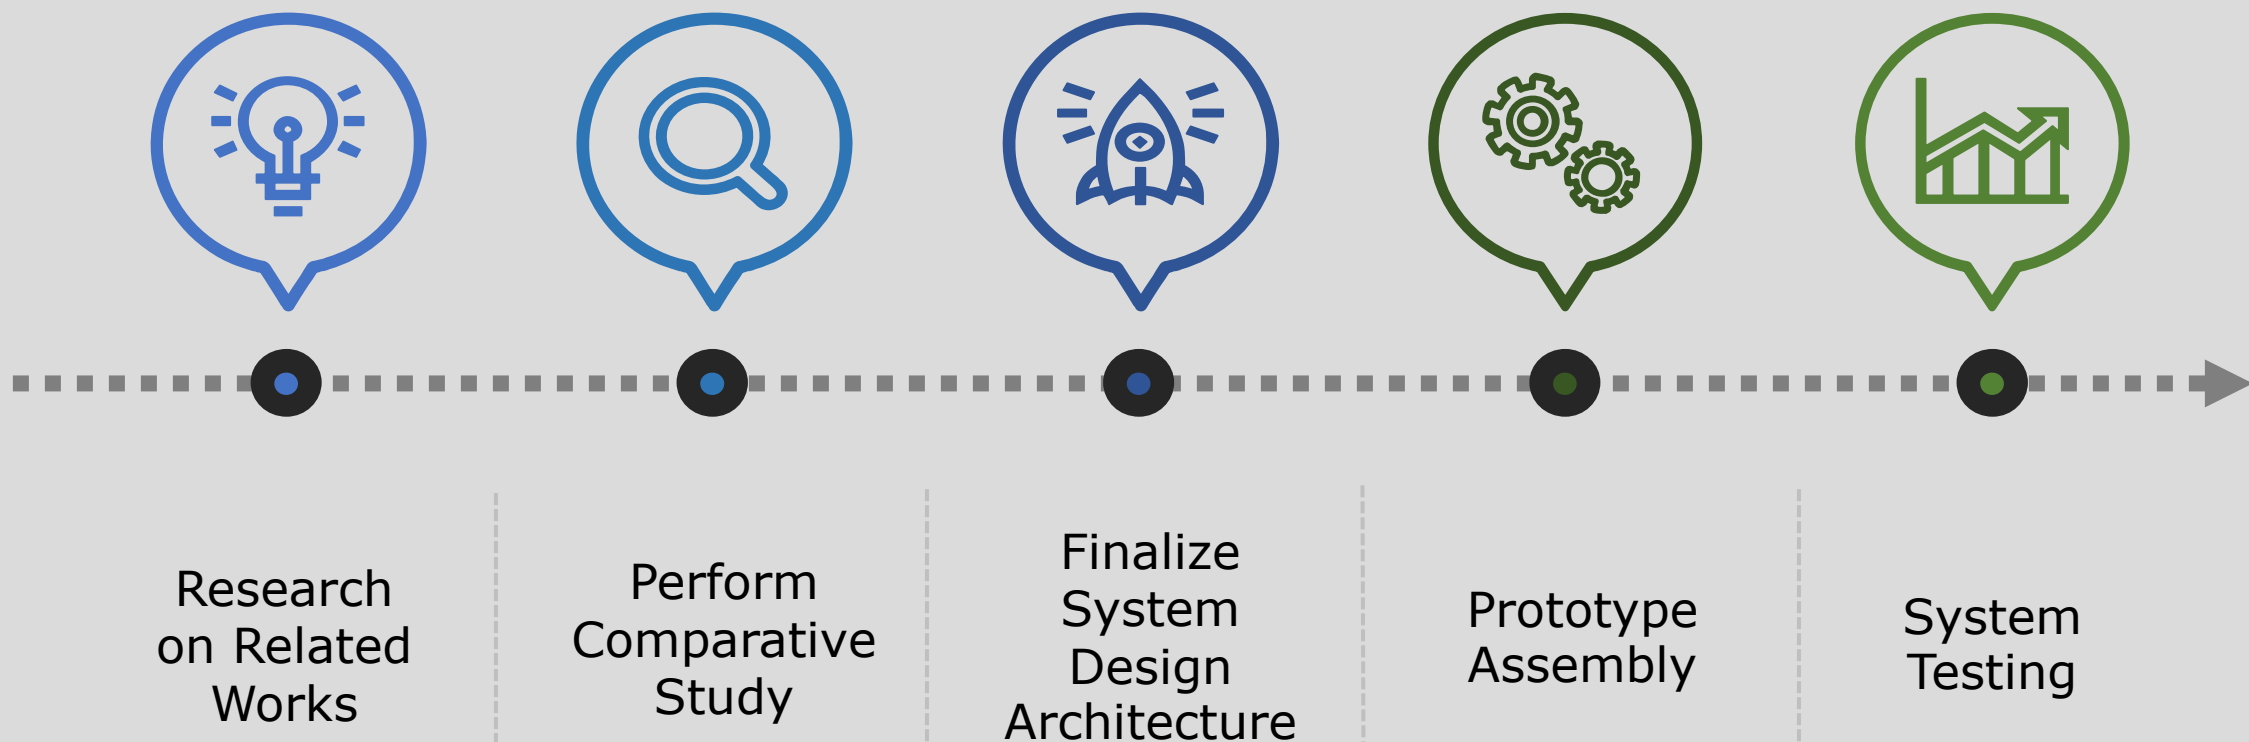 Research
on Related
Works
Perform
Comparative
Study
Finalize
System
Design
Architecture
Prototype
Assembly
System
Testing